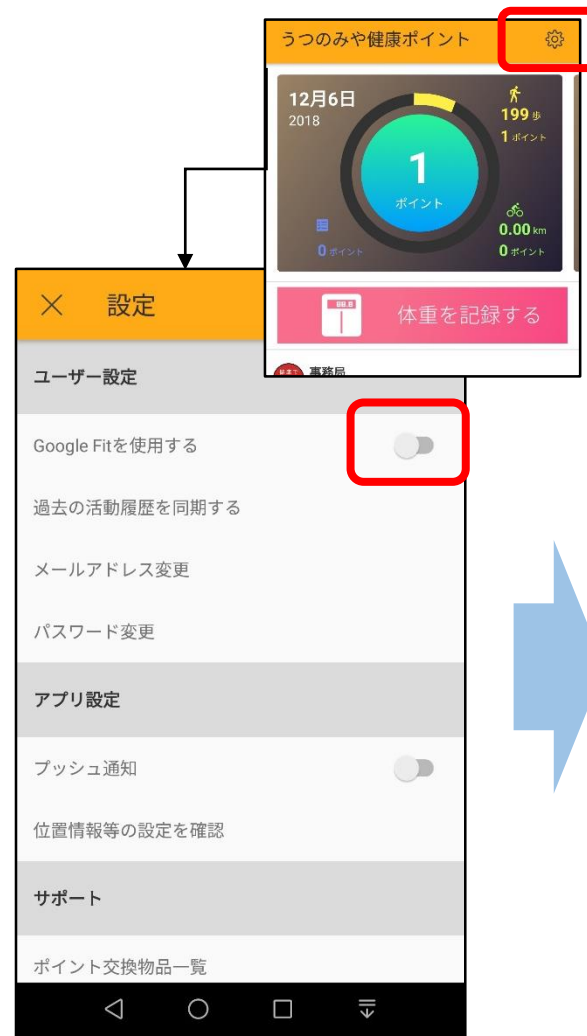 うつのみや健康ポイント
12月6日
2018
199 歩
1 ポイント
1
ポイント
0 ポイント
0.00 km
0 ポイント
88.8
体重を記録する
事務局
× 設定
ユーザー設定
Google Fitを使用する
過去の活動履歴を同期する
メールアドレス変更
パスワード変更
アプリ設定
プッシュ通知
位置情報等の設定を確認
サポート
ポイント交換物品一覧